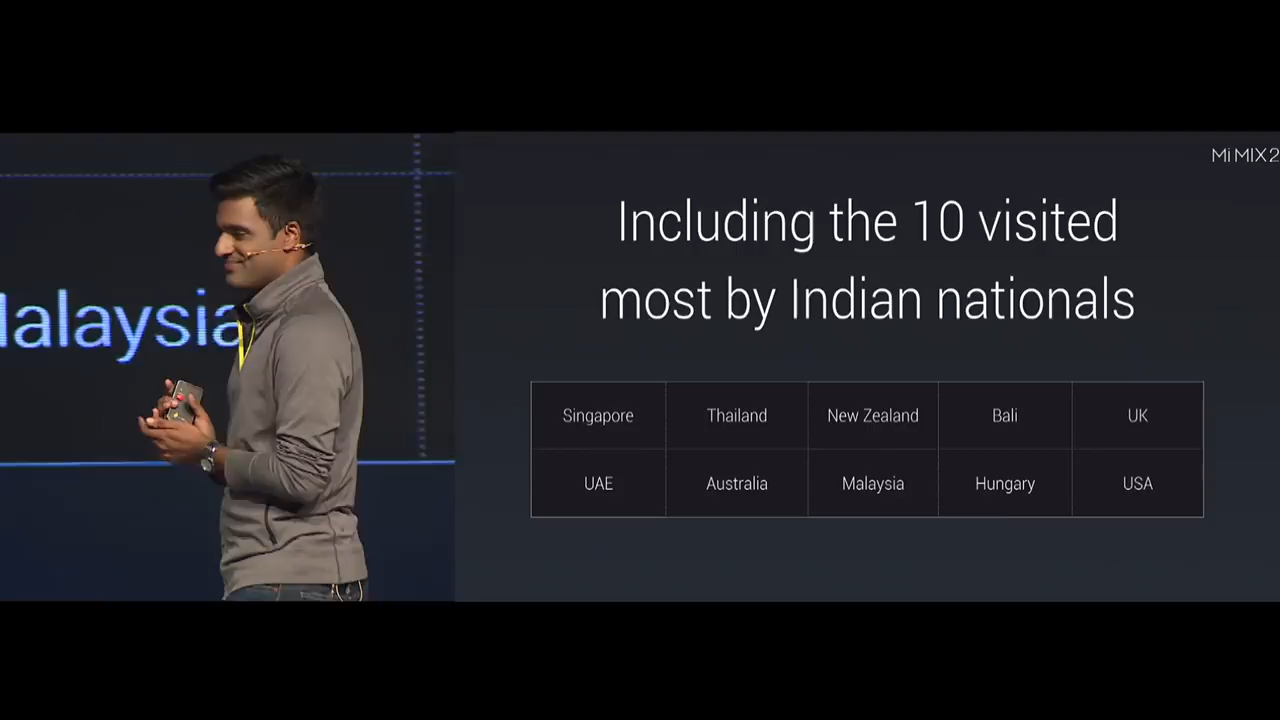 Mi MIX 2
Including the 10 visited
most by Indian nationals
Singapore Thailand New Zealand Bali UK
UAE Australia Malaysia Hungary USA
alaysia